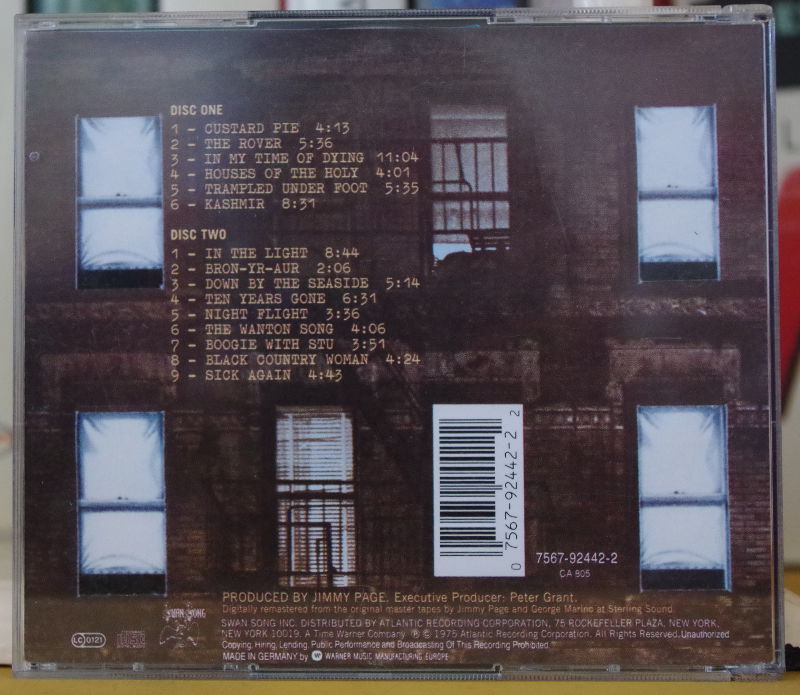 DISC ONE
1 - CUSTARD PIE 4:13
2 - THE ROVER 5:36
3 - IN MY TIME OF DYING 11:04
4 - HOUSES OF THE HOLY 4:01
5 - TRAMPLED UNDER FOOT 5:35
6 - KASHMIR 8:31
DISC TWO
1 - IN THE LIGHT 8:44
2 - BRON-YR-AUR 2:06
3 - DOWN BY THE SEASIDE 5:14
4 - TEN YEARS GONE 6:31
5 - NIGHT FLIGHT 3:36
6 - THE WANTON SONG 4:06
7 - BOOGIE WITH STU 3:51
8 - BLACK COUNTRY WOMAN 4:24
9 - SICK AGAIN 4:43
0 7567-92442-2 2
7567-92442-2
CA 805
PRODUCED BY JIMMY PAGE. Executive Producer: Peter Grant.
Digitally remastered from the original master tapes by Jimmy Page and George Marino at Sterling Sound.
SWAN SONG
SWAN SONG INC. DISTRIBUTED BY ATLANTIC RECORDING CORPORATION, 75 ROCKEFELLER PLAZA, NEW YORK,
NEW YORK 10019. A Time Warner Company ℗ © 1975 Atlantic Recording Corporation. All Rights Reserved. Unauthorized
Copying, Hiring, Lending, Public Performance and Broadcasting Of This Record Prohibited.
MADE IN GERMANY by WARNER MUSIC MANUFACTURING EUROPE
LC 0121